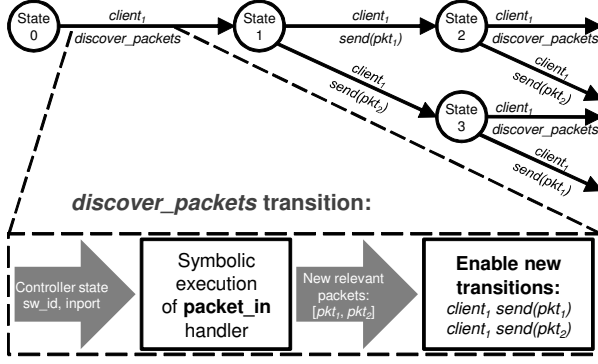 State
0
client₁
discover_packets
State
1
client₁
send(pkt₁)
State
2
client₁
discover_packets
client₁
send(pkt₂)
client₁
send(pkt₂)
State
3
client₁
discover_packets
client₁
send(pkt₁)
discover_packets transition:
Controller state
sw_id, inport
Symbolic
execution
of packet_in
handler
New relevant
packets:
[pkt₁, pkt₂]
Enable new
transitions:
client₁ send(pkt₁)
client₁ send(pkt₂)